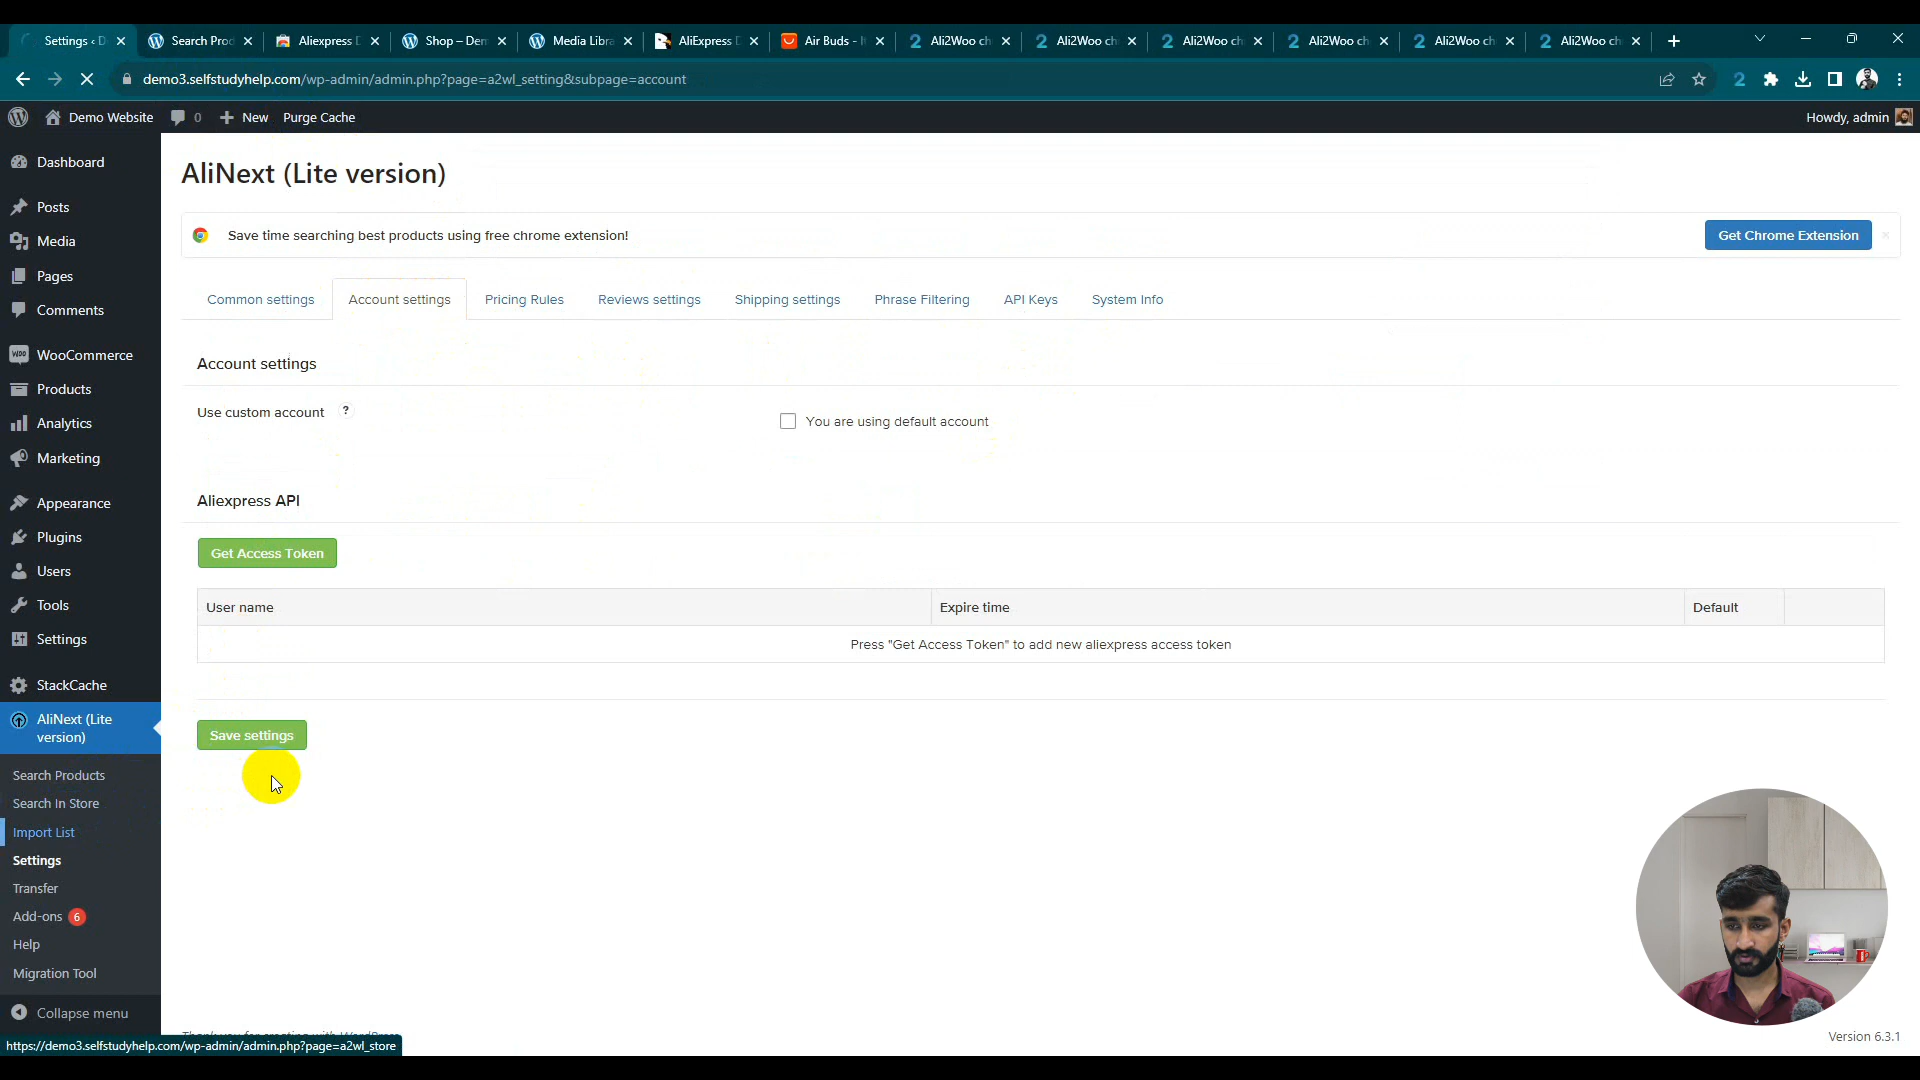 Settings ‹ D
Search Prod
Aliexpress D
Shop – Dem
Media Libra
AliExpress D
Air Buds - I
Ali2Woo ch
Ali2Woo ch
Ali2Woo ch
Ali2Woo ch
Ali2Woo ch
Ali2Woo ch
demo3.selfstudyhelp.com/wp-admin/admin.php?page=a2wl_setting&subpage=account
Demo Website
0
New
Purge Cache
Howdy, admin
Dashboard
Posts
Media
Pages
Comments
WooCommerce
Products
Analytics
Marketing
Appearance
Plugins
Users
Tools
Settings
StackCache
AliNext (Lite
version)
Search Products
Search In Store
Import List
Settings
Transfer
Add-ons 6
Help
Migration Tool
Collapse menu
AliNext (Lite version)
Save time searching best products using free chrome extension!
Get Chrome Extension
Common settings
Account settings
Pricing Rules
Reviews settings
Shipping settings
Phrase Filtering
API Keys
System Info
Account settings
Use custom account ?
You are using default account
Aliexpress API
Get Access Token
User name
Expire time
Default
Press "Get Access Token" to add new aliexpress access token
Save settings
Thank you for creating with WordPress
Version 6.3.1
https://demo3.selfstudyhelp.com/wp-admin/admin.php?page=a2wl_store